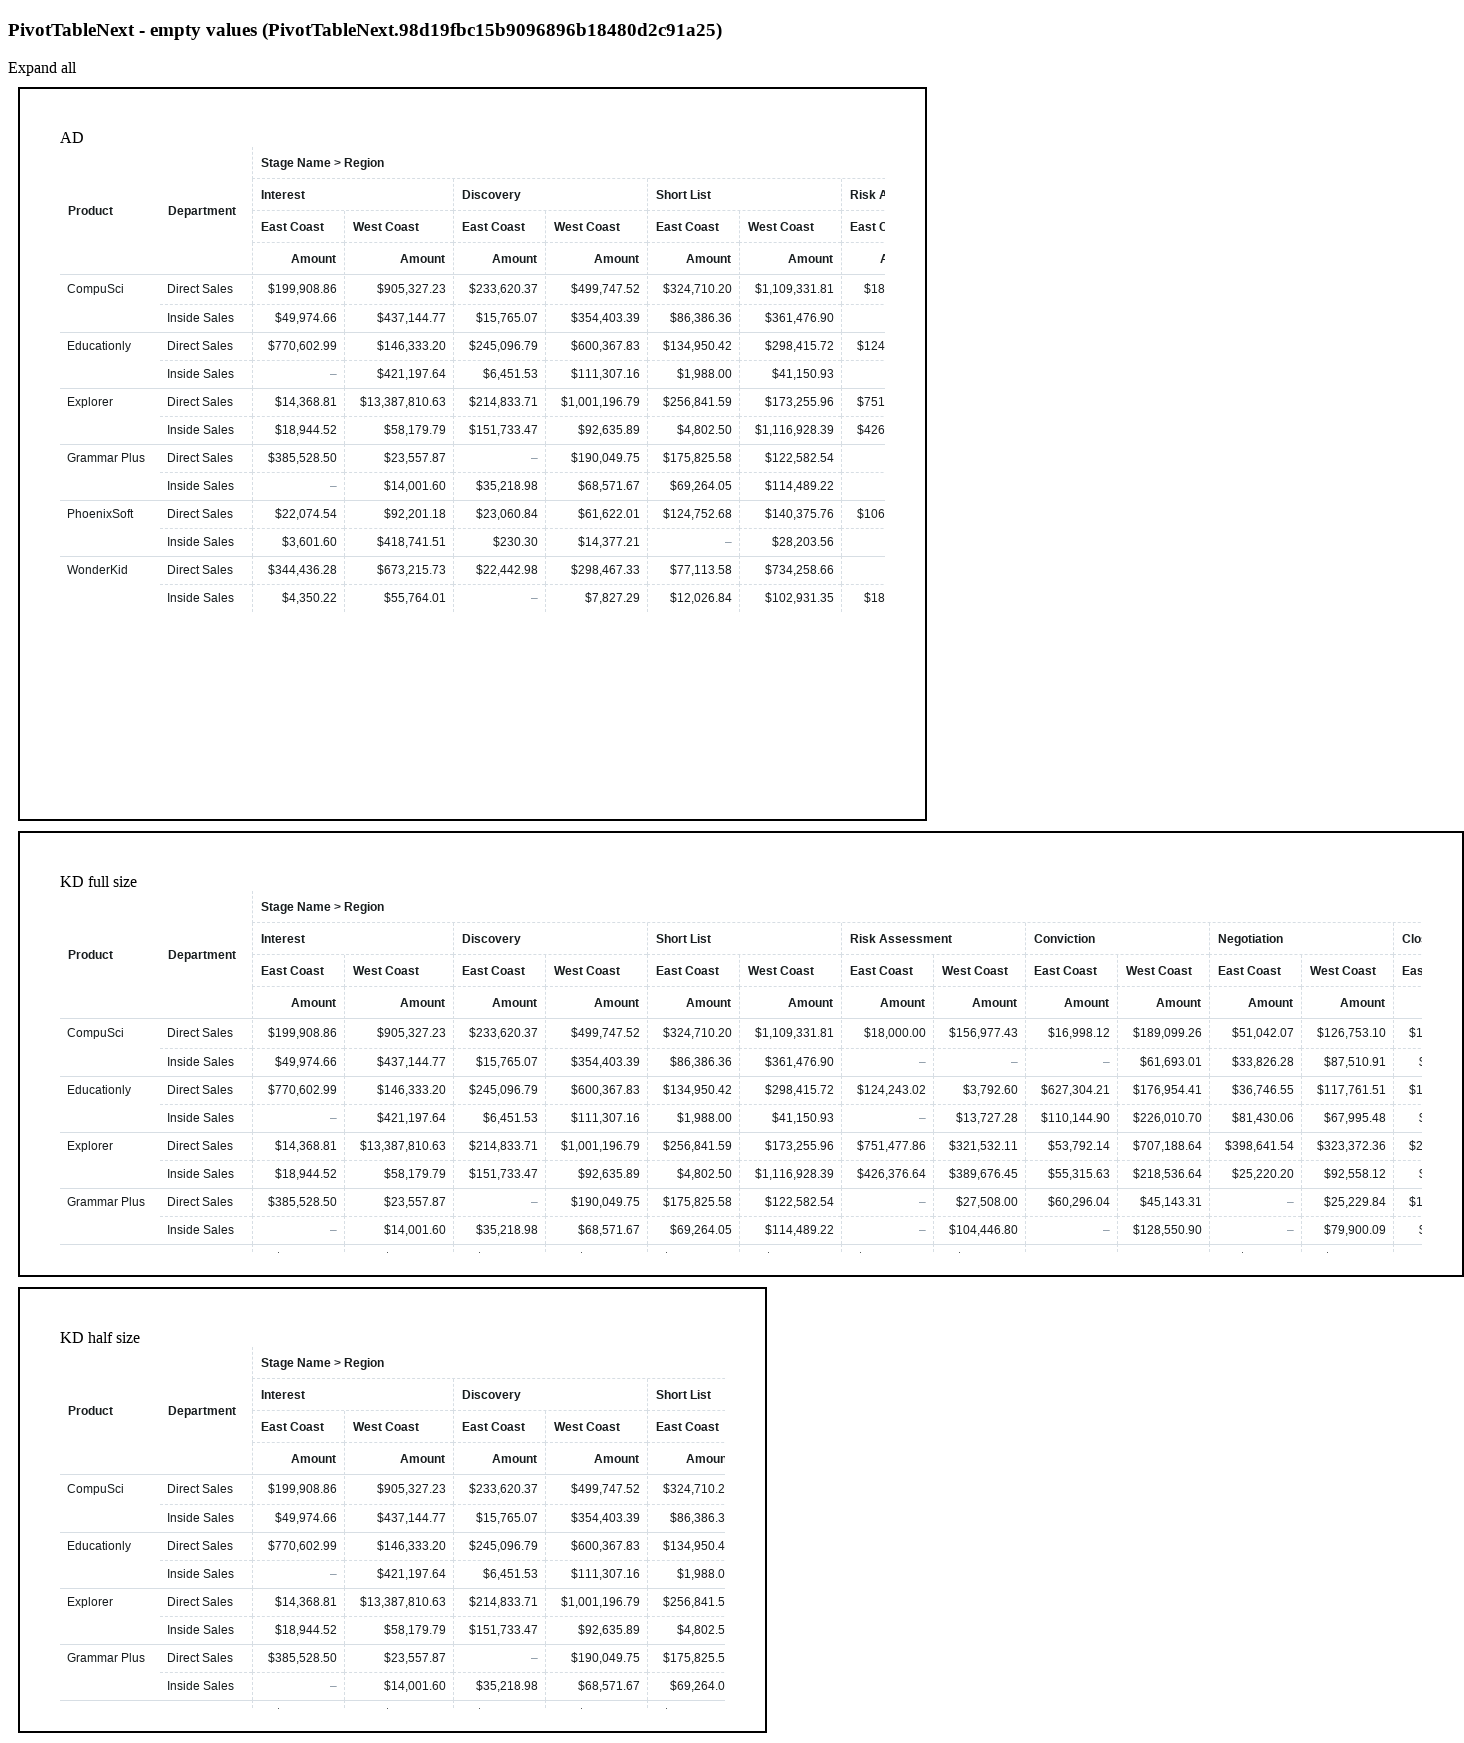 PivotTableNext - empty values (PivotTableNext.98d19fbc15b9096896b18480d2c91a25)
Expand all
AD
Stage Name > Region
Interest Discovery Short List Risk
Product Department
East Coast West Coast East Coast West Coast East Coast West Coast East
Amount Amount Amount Amount Amount Amount
CompuSci Direct Sales $199,908.86 $905,327.23 $233,620.37 $499,747.52 $324,710.20 $1,109,331.81 $18
Inside Sales $49,974.66 $437,144.77 $15,765.07 $354,403.39 $86,386.36 $361,476.90
Educationly Direct Sales $770,602.99 $146,333.20 $245,096.79 $600,367.83 $134,950.42 $298,415.72 $124
Inside Sales – $421,197.64 $6,451.53 $111,307.16 $1,988.00 $41,150.93
Explorer Direct Sales $14,368.81 $13,387,810.63 $214,833.71 $1,001,196.79 $256,841.59 $173,255.96 $751
Inside Sales $18,944.52 $58,179.79 $151,733.47 $92,635.89 $4,802.50 $1,116,928.39 $426
Grammar Plus Direct Sales $385,528.50 $23,557.87 – $190,049.75 $175,825.58 $122,582.54
Inside Sales – $14,001.60 $35,218.98 $68,571.67 $69,264.05 $114,489.22
PhoenixSoft Direct Sales $22,074.54 $92,201.18 $23,060.84 $61,622.01 $124,752.68 $140,375.76 $106
Inside Sales $3,601.60 $418,741.51 $230.30 $14,377.21 – $28,203.56
WonderKid Direct Sales $344,436.28 $673,215.73 $22,442.98 $298,467.33 $77,113.58 $734,258.66
Inside Sales $4,350.22 $55,764.01 – $7,827.29 $12,026.84 $102,931.35 $18
KD full size
Stage Name > Region
Interest Discovery Short List Risk Assessment Conviction Negotiation Clo
Product Department
East Coast West Coast East Coast West Coast East Coast West Coast East Coast West Coast East Coast West Coast East Coast West Coast Eas
Amount Amount Amount Amount Amount Amount Amount Amount Amount Amount Amount Amount
CompuSci Direct Sales $199,908.86 $905,327.23 $233,620.37 $499,747.52 $324,710.20 $1,109,331.81 $18,000.00 $156,977.43 $16,998.12 $189,099.26 $51,042.07 $126,753.10 $1
Inside Sales $49,974.66 $437,144.77 $15,765.07 $354,403.39 $86,386.36 $361,476.90 – – – $61,693.01 $33,826.28 $87,510.91 $
Educationly Direct Sales $770,602.99 $146,333.20 $245,096.79 $600,367.83 $134,950.42 $298,415.72 $124,243.02 $3,792.60 $627,304.21 $176,954.41 $36,746.55 $117,761.51 $1
Inside Sales – $421,197.64 $6,451.53 $111,307.16 $1,988.00 $41,150.93 – $13,727.28 $110,144.90 $226,010.70 $81,430.06 $67,995.48 $
Explorer Direct Sales $14,368.81 $13,387,810.63 $214,833.71 $1,001,196.79 $256,841.59 $173,255.96 $751,477.86 $321,532.11 $53,792.14 $707,188.64 $398,641.54 $323,372.36 $2
Inside Sales $18,944.52 $58,179.79 $151,733.47 $92,635.89 $4,802.50 $1,116,928.39 $426,376.64 $389,676.45 $55,315.63 $218,536.64 $25,220.20 $92,558.12 $
Grammar Plus Direct Sales $385,528.50 $23,557.87 – $190,049.75 $175,825.58 $122,582.54 – $27,508.00 $60,296.04 $45,143.31 – $25,229.84 $1
Inside Sales – $14,001.60 $35,218.98 $68,571.67 $69,264.05 $114,489.22 – $104,446.80 – $128,550.90 – $79,900.09 $
KD half size
Stage Name > Region
Interest Discovery Short List
Product Department
East Coast West Coast East Coast West Coast East Coast
Amount Amount Amount Amount Amoun
CompuSci Direct Sales $199,908.86 $905,327.23 $233,620.37 $499,747.52 $324,710.2
Inside Sales $49,974.66 $437,144.77 $15,765.07 $354,403.39 $86,386.3
Educationly Direct Sales $770,602.99 $146,333.20 $245,096.79 $600,367.83 $134,950.4
Inside Sales – $421,197.64 $6,451.53 $111,307.16 $1,988.0
Explorer Direct Sales $14,368.81 $13,387,810.63 $214,833.71 $1,001,196.79 $256,841.5
Inside Sales $18,944.52 $58,179.79 $151,733.47 $92,635.89 $4,802.5
Grammar Plus Direct Sales $385,528.50 $23,557.87 – $190,049.75 $175,825.5
Inside Sales – $14,001.60 $35,218.98 $68,571.67 $69,264.0